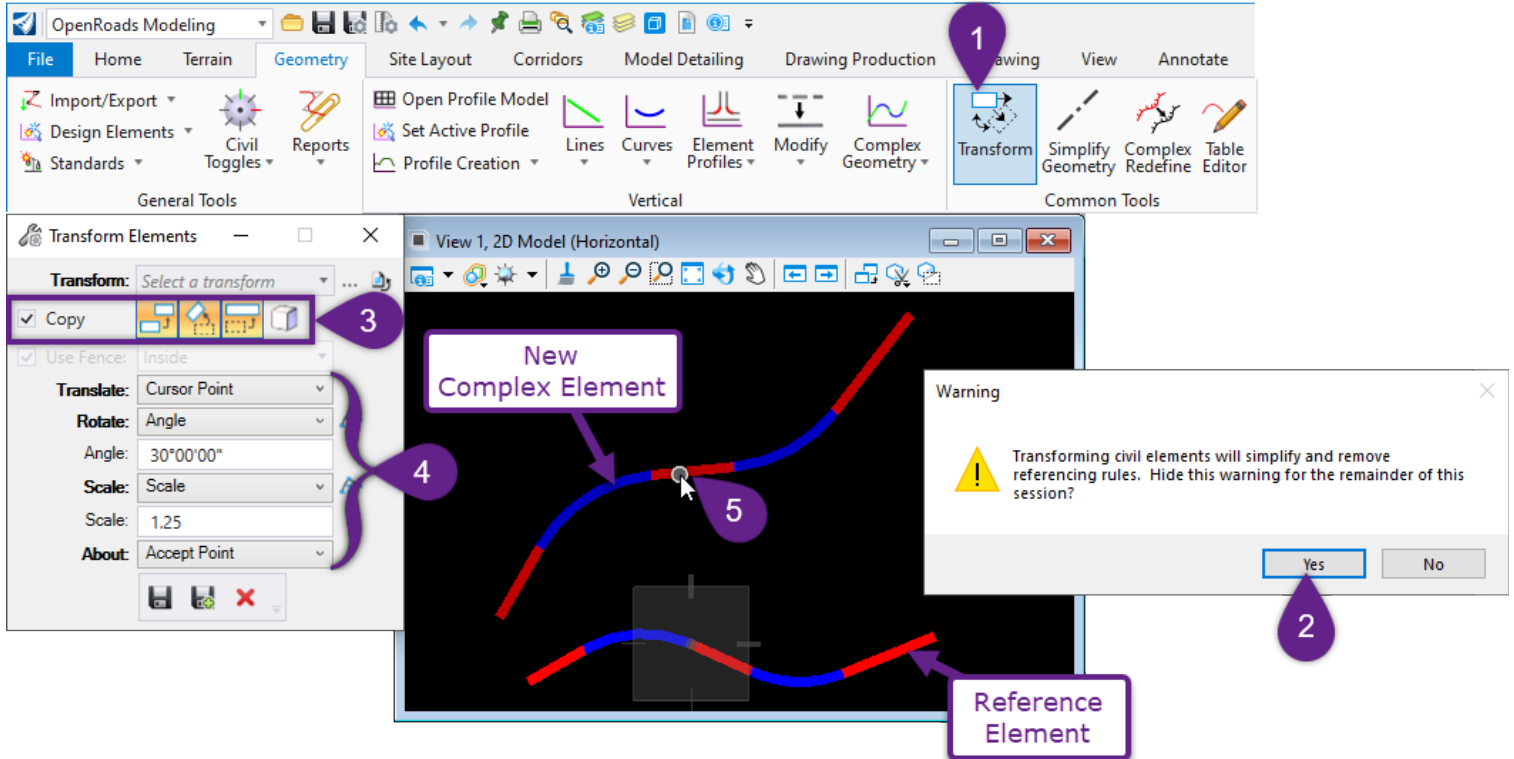 OpenRoads Modeling
1
File Home Terrain Geometry Site Layout Corridors Model Detailing Drawing Production View Annotate
Import/Export
Design Elements
Standards
Civil
Toggles
Reports
General Tools
Open Profile Model
Set Active Profile
Profile Creation
Lines
Curves
Element
Profiles
Modify
Complex
Geometry
Vertical
Transform
Simplify
Geometry
Complex
Redefine
Table
Editor
Common Tools
Transform Elements
Transform: Select a transform ...
Copy
3
Use Fence: Inside
Translate: Cursor Point
Rotate: Angle
Angle: 30°00'00"
Scale: Scale
Scale: 1.25
About: Accept Point
4
View 1, 2D Model (Horizontal)
New
Complex Element
5
Reference
Element
Warning
Transforming civil elements will simplify and remove
referencing rules. Hide this warning for the remainder of this
session?
Yes No
2